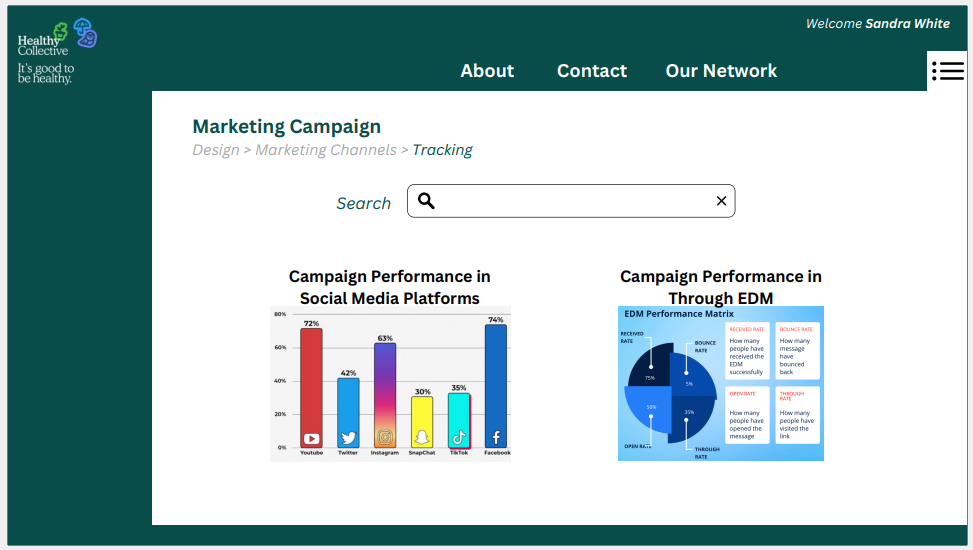 Healthy
Collective
It's good to
be healthy.
Welcome Sandra White
About Contact Our Network
Marketing Campaign
Design > Marketing Channels > Tracking
Search
Campaign Performance in
Social Media Platforms
80%
60%
40%
20%
0%
72%
42%
63%
30%
35%
74%
Youtube Twitter Instagram SnapChat TikTok Facebook
Campaign Performance in
Through EDM
EDM Performance Matrix
RECEIVED
RATE
BOUNCE
RATE
75%
5%
50%
35%
OPEN RATE
THROUGH
RATE
RECEIVED RATE
How many
people have
received the
EDM
successfully
BOUNCE RATE
How many
message
have
bounced
back
OPEN RATE
How many
people have
opened the
message
THROUGH
RATE
How many
people have
visited the
link